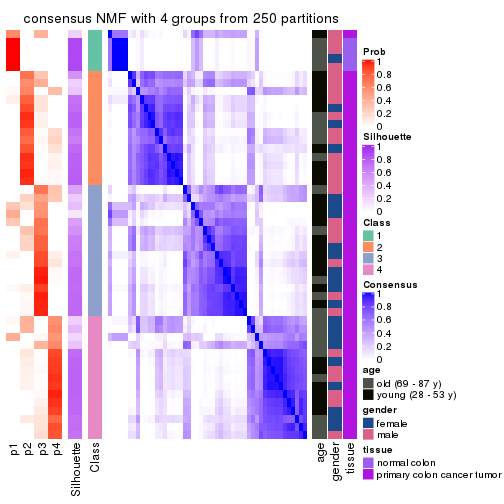 consensus NMF with 4 groups from 250 partitions
Prob
1
0.8
0.6
0.4
0.2
0
Silhouette
1
0.8
0.6
0.4
0.2
0
Class
1
2
3
4
Consensus
1
0.8
0.6
0.4
0.2
0
age
old (69 - 87 y)
young (28 - 53 y)
gender
female
male
tissue
normal colon
primary colon cancer tumor
p1
p2
p3
p4
Silhouette
Class
age
gender
tissue